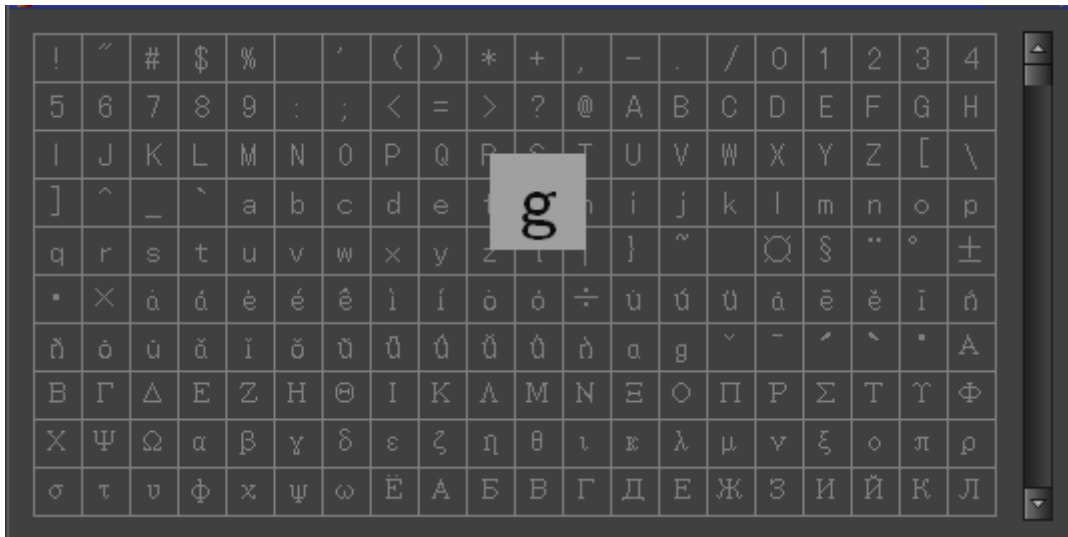 ! ˝ # $ % ′ ( ) * + , − . / 0 1 2 3 4
5 6 7 8 9 : ; < = > ? @ A B C D E F G H
I J K L M N O P Q R S T U V W X Y Z [ \
] ^ _ ` a b c d e g i j k l m n o p
q r s t u v w x y z } ~ ¤ § ¨ ° ±
· × à á è é ê ì í ò ó ÷ ù ú ü ā ē ě ī ń
ň ō ū ǎ ǐ ǒ ǔ ǖ ǘ ǚ ǜ ǹ ɑ ɡ ˇ ˉ ˊ ˋ ˙ Α
Β Γ Δ Ε Ζ Η Θ Ι Κ Λ Μ Ν Ξ Ο Π Ρ Σ Τ Υ Φ
Χ Ψ Ω α β γ δ ε ζ η θ ι κ λ μ ν ξ ο π ρ
σ τ υ φ χ ψ ω Ё А Б В Г Д Е Ж З И Й К Л